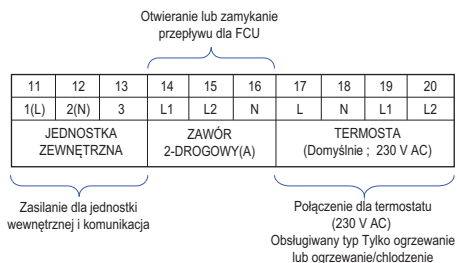 Otwieranie lub zamykanie
przepływu dla FCU
11 12 13 14 15 16 17 18 19 20
1(L) 2(N) 3 L1 L2 N L N L1 L2
JEDNOSTKA
ZEWNĘTRZNA
ZAWÓR
2-DROGOWY(A)
TERMOSTA
(Domyślnie ; 230 V AC)
Zasilanie dla jednostki
wewnętrznej i komunikacja
Połączenie dla termostatu
(230 V AC)
Obsługiwany typ Tylko ogrzewanie
lub ogrzewanie/chlodzenie